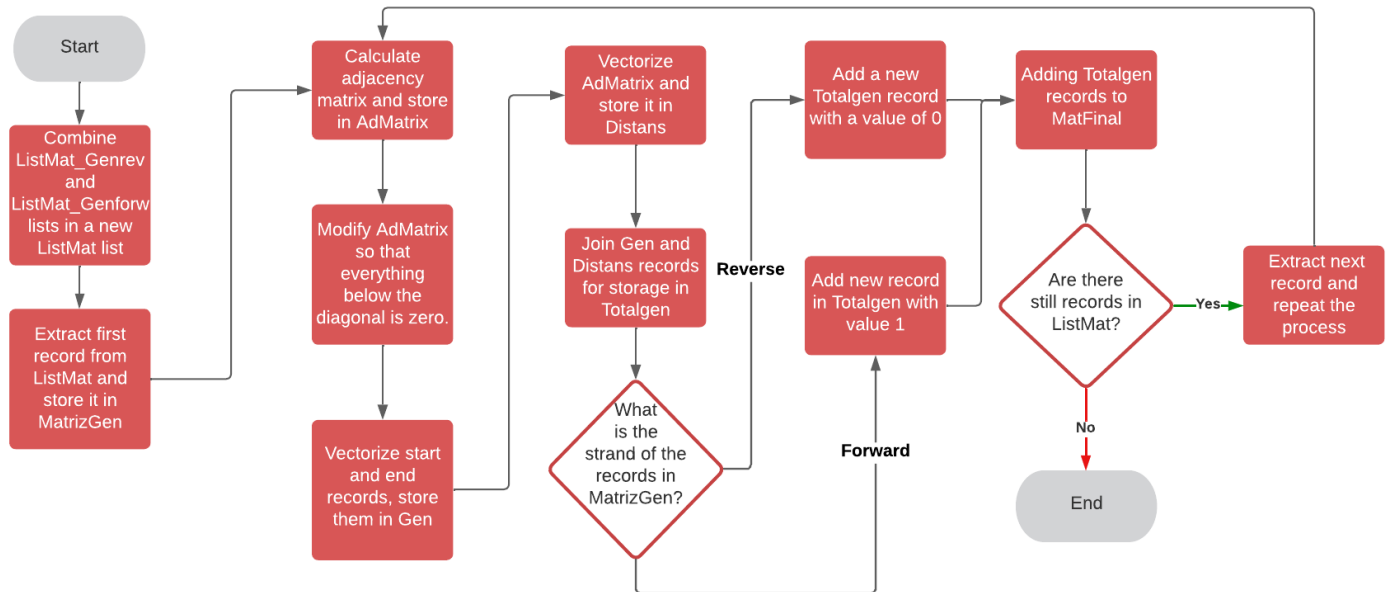 Start
Combine
ListMat_Genrev
and
ListMat_Genforw
lists in a new
ListMat list
Extract first
record from
ListMat and
store it in
MatrizGen
Calculate
adjacency
matrix and store
in AdMatrix
Modify AdMatrix
so that
everything
below the
diagonal is zero.
Vectorize start
and end
records, store
them in Gen
Vectorize
AdMatrix and
store it in
Distans
Join Gen and
Distans records
for storage in
Totalgen
What
is the
strand of the
records in
MatrizGen?
Reverse
Forward
Add a new
Totalgen record
with a value of 0
Add new record
in Totalgen with
value 1
Adding Totalgen
records to
MatFinal
Are there
still records in
ListMat?
Yes
No
Extract next
record and
repeat the
process
End